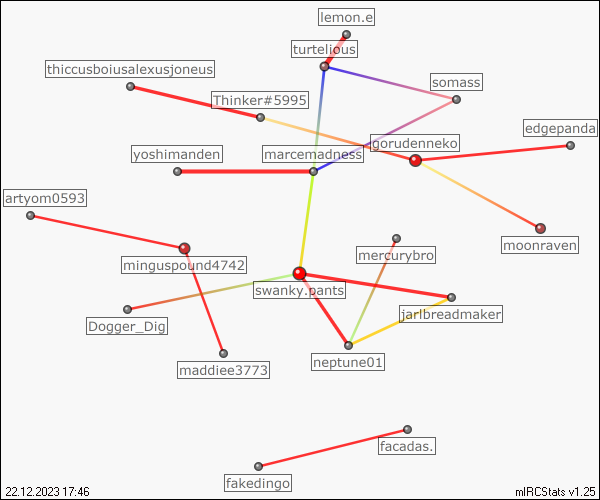 lemon.e
turtelious
thiccusboiusalexusjoneus
somass
Thinker#5995
edgepanda
gorudenneko
yoshimanden
marcemadness
artyom0593
moonraven
mercurybro
minguspound4742
swanky.pants
jarlbreadmaker
Dogger_Dig
neptune01
maddiee3773
facadas.
fakedingo
22.12.2023 17:46
mIRCStats v1.25